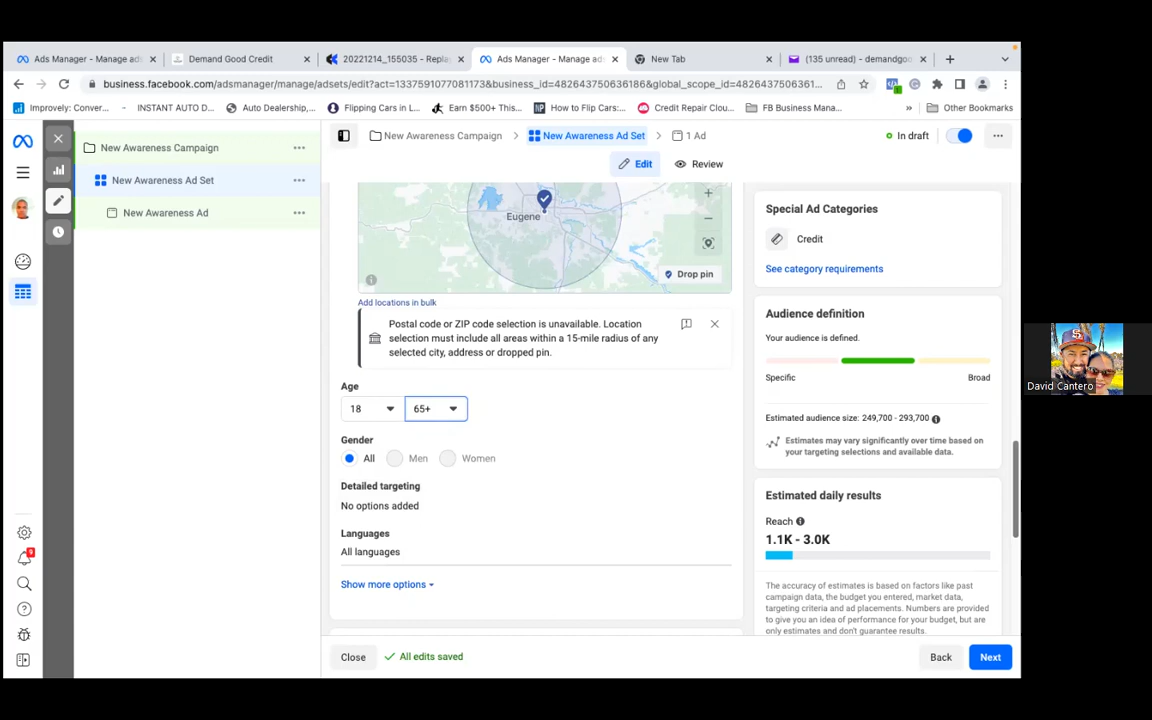 Ads Manager - Manage ads
Demand Good Credit
20221214_155035 - Repla
Ads Manager - Manage ads
New Tab
(135 unread) - demandgo
business.facebook.com/adsmanager/manage/adsets/edit?act=1337591077081173&business_id=482643750636186&global_scope_id=4826437506361...
Improvely: Conver...
INSTANT AUTO D...
Auto Dealership,...
Flipping Cars in L...
Earn $500+ This...
How to Flip Cars:...
Credit Repair Clou...
FB Business Mana...
»
Other Bookmarks
New Awareness Campaign
New Awareness Ad Set
New Awareness Ad
New Awareness Campaign
New Awareness Ad Set
1 Ad
In draft
Edit
Review
Eugene
Drop pin
Add locations in bulk
Postal code or ZIP code selection is unavailable. Location
selection must include all areas within a 15-mile radius of any
selected city, address or dropped pin.
Age
18
65+
Gender
All
Men
Women
Detailed targeting
No options added
Languages
All languages
Show more options
Special Ad Categories
Credit
See category requirements
Audience definition
Your audience is defined.
Specific
Broad
Estimated audience size: 249,700 - 293,700
Estimates may vary significantly over time based on
your targeting selections and available data.
Estimated daily results
Reach
1.1K - 3.0K
The accuracy of estimates is based on factors like past
campaign data, the budget you entered, market data,
targeting criteria and ad placements. Numbers are provided
to give you an idea of performance for your budget, but are
only estimates and don't guarantee results.
Close
All edits saved
Back
Next
David Cantero